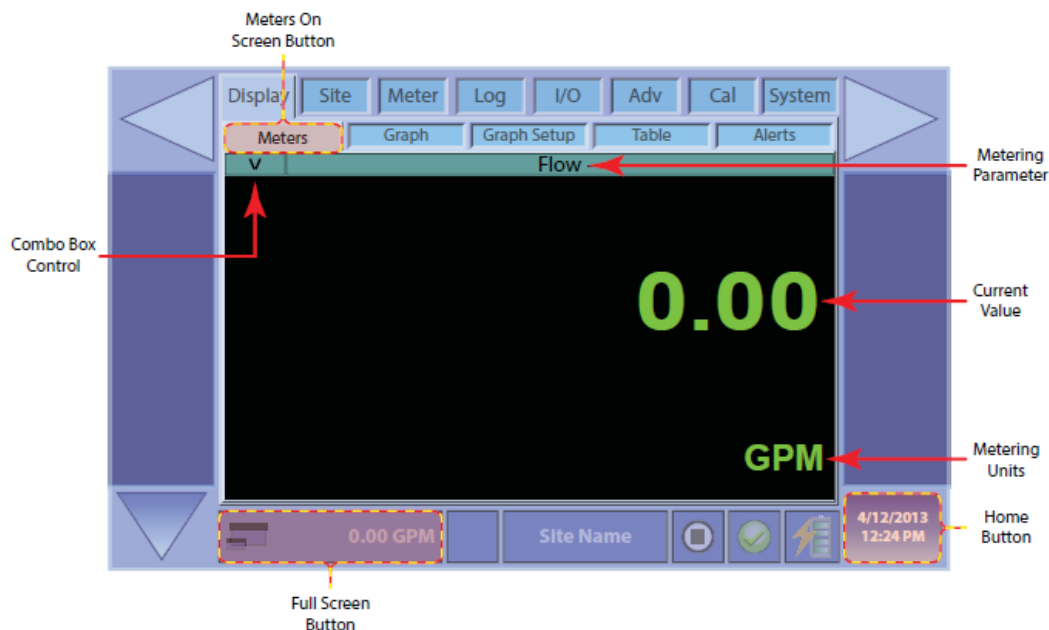 Meters On
Screen Button
Display Site Meter Log I/O Adv Cal System
Meters Graph Graph Setup Table Alerts
v Flow
Metering
Parameter
Combo Box
Control
0.00
Current
Value
GPM
Metering
Units
0.00 GPM
SIte Name
4/12/2013
12:24 PM
Home
Button
Full Screen
Button